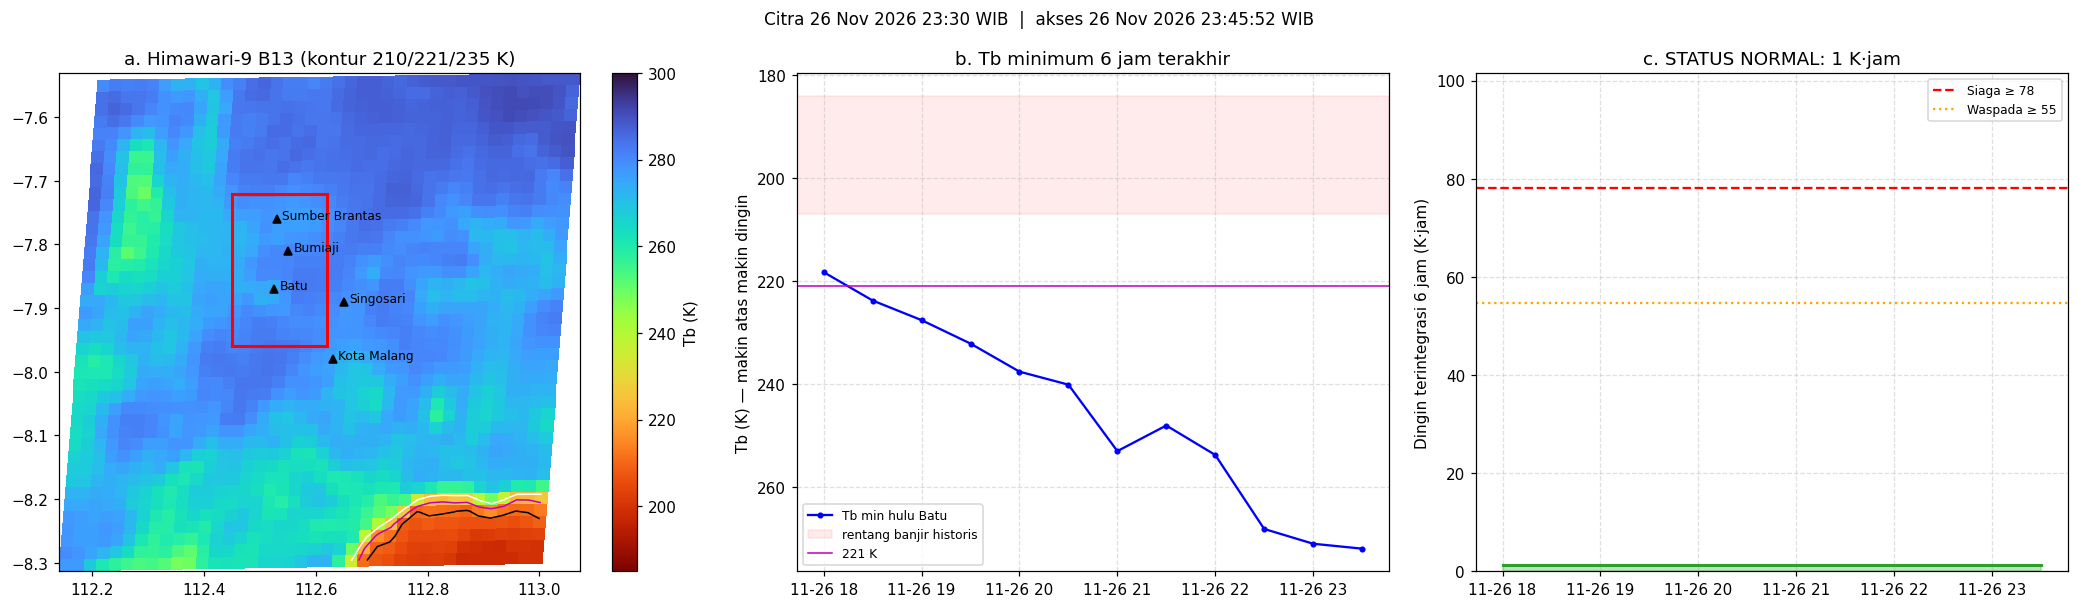 Citra 26 Nov 2026 23:30 WIB | akses 26 Nov 2026 23:45:52 WIB
a. Himawari-9 B13 (kontur 210/221/235 K)
−7.6
−7.7
−7.8
−7.9
−8.0
−8.1
−8.2
−8.3
Sumber Brantas
Bumiaji
Batu
Singosari
Kota Malang
112.2 112.4 112.6 112.8 113.0
300
280
260
240
220
200
Tb (K)
b. Tb minimum 6 jam terakhir
Tb (K) — makin atas makin dingin
180
200
220
240
260
Tb min hulu Batu
rentang banjir historis
221 K
11-26 18 11-26 19 11-26 20 11-26 21 11-26 22 11-26 23
c. STATUS NORMAL: 1 K·jam
Dingin terintegrasi 6 jam (K·jam)
100
80
60
40
20
0
Siaga ≥ 78
Waspada ≥ 55
11-26 18 11-26 19 11-26 20 11-26 21 11-26 22 11-26 23